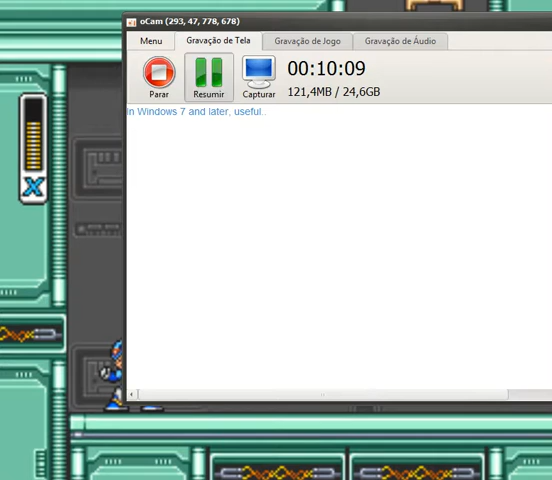 oCam (293, 47, 778, 678)
Menu Gravação de Tela Gravação de Jogo Gravação de Áudio
00:10:09
Parar Resumir Capturar 121,4MB / 24,6GB
In Windows 7 and later, useful..
X